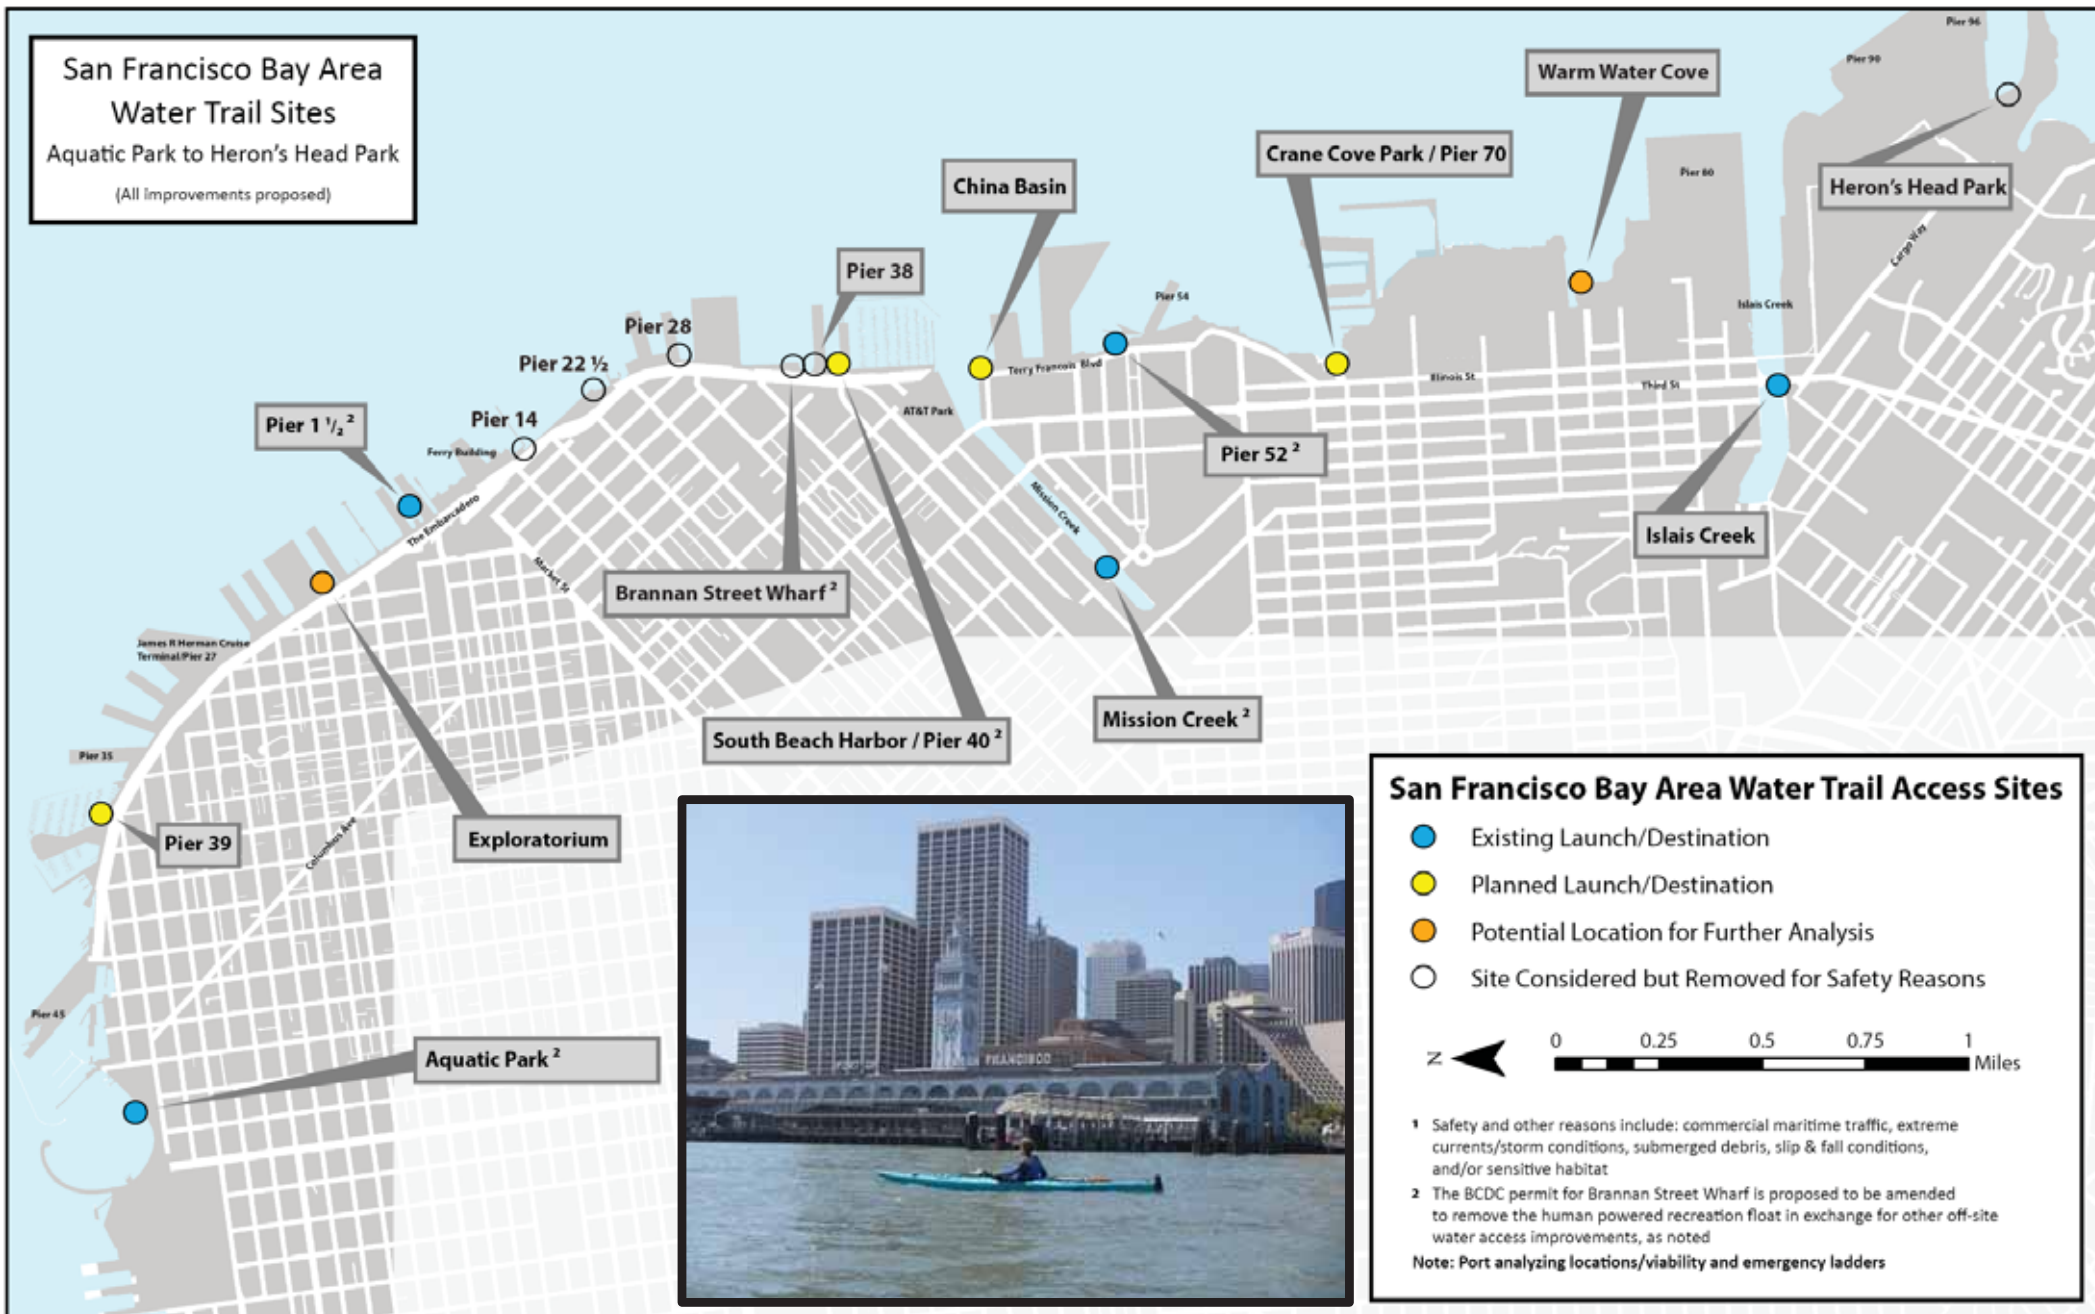 San Francisco Bay Area
Water Trail Sites
Aquatic Park to Heron's Head Park
(All improvements proposed)
Pier 96
Pier 90
Warm Water Cove
Crane Cove Park / Pier 70
Pier 80
Heron's Head Park
China Basin
Cargo Way
Pier 38
Pier 54
Islais Creek
Pier 28
Pier 22 ½
Terry Francois Blvd
Illinois St
Third St
AT&T Park
Pier 1 ¹/₂ ²
Pier 14
Ferry Building
Pier 52 ²
The Embarcadero
Mission Creek
Islais Creek
Market St
Brannan Street Wharf ²
James R Herman Cruise
Terminal/Pier 27
Mission Creek ²
South Beach Harbor / Pier 40 ²
Pier 35
Pier 39
Exploratorium
Columbus Ave
Pier 45
Aquatic Park ²
FRANCISCO
San Francisco Bay Area Water Trail Access Sites
Existing Launch/Destination
Planned Launch/Destination
Potential Location for Further Analysis
Site Considered but Removed for Safety Reasons
N
0 0.25 0.5 0.75 1
Miles
1 Safety and other reasons include: commercial maritime traffic, extreme
currents/storm conditions, submerged debris, slip & fall conditions,
and/or sensitive habitat
2 The BCDC permit for Brannan Street Wharf is proposed to be amended
to remove the human powered recreation float in exchange for other off-site
water access improvements, as noted
Note: Port analyzing locations/viability and emergency ladders